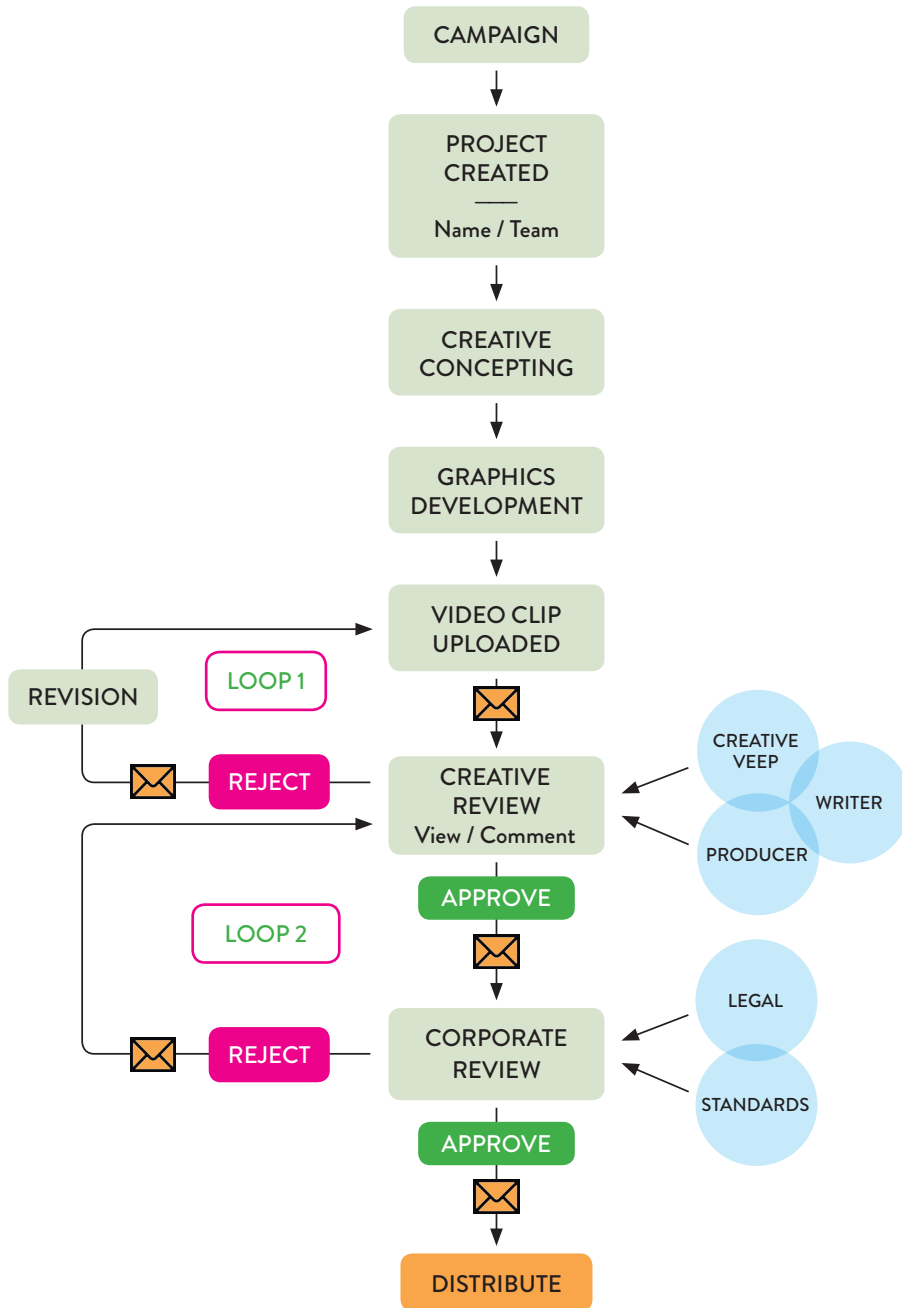 CAMPAIGN
PROJECT
CREATED
Name / Team
CREATIVE
CONCEPTING
GRAPHICS
DEVELOPMENT
VIDEO CLIP
UPLOADED
LOOP 1
REVISION
REJECT
CREATIVE
REVIEW
View / Comment
CREATIVE
VEEP
WRITER
PRODUCER
APPROVE
LOOP 2
REJECT
CORPORATE
REVIEW
LEGAL
STANDARDS
APPROVE
DISTRIBUTE